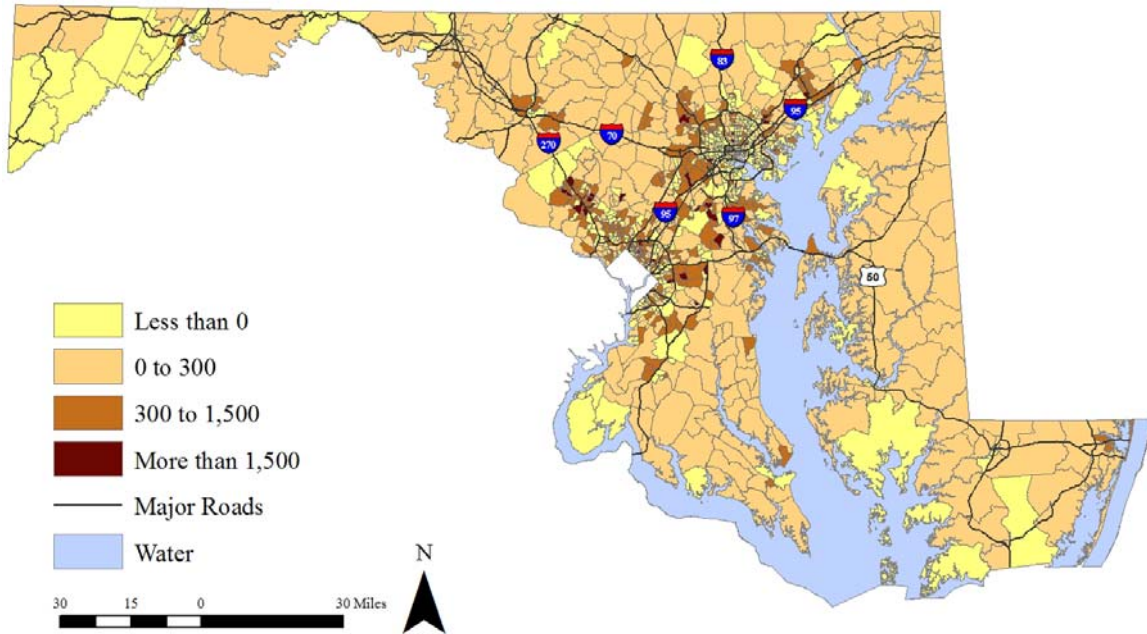 83
95
70
270
95
97
50
Less than 0
0 to 300
300 to 1,500
More than 1,500
Major Roads
Water
N
30 15 0 30 Miles